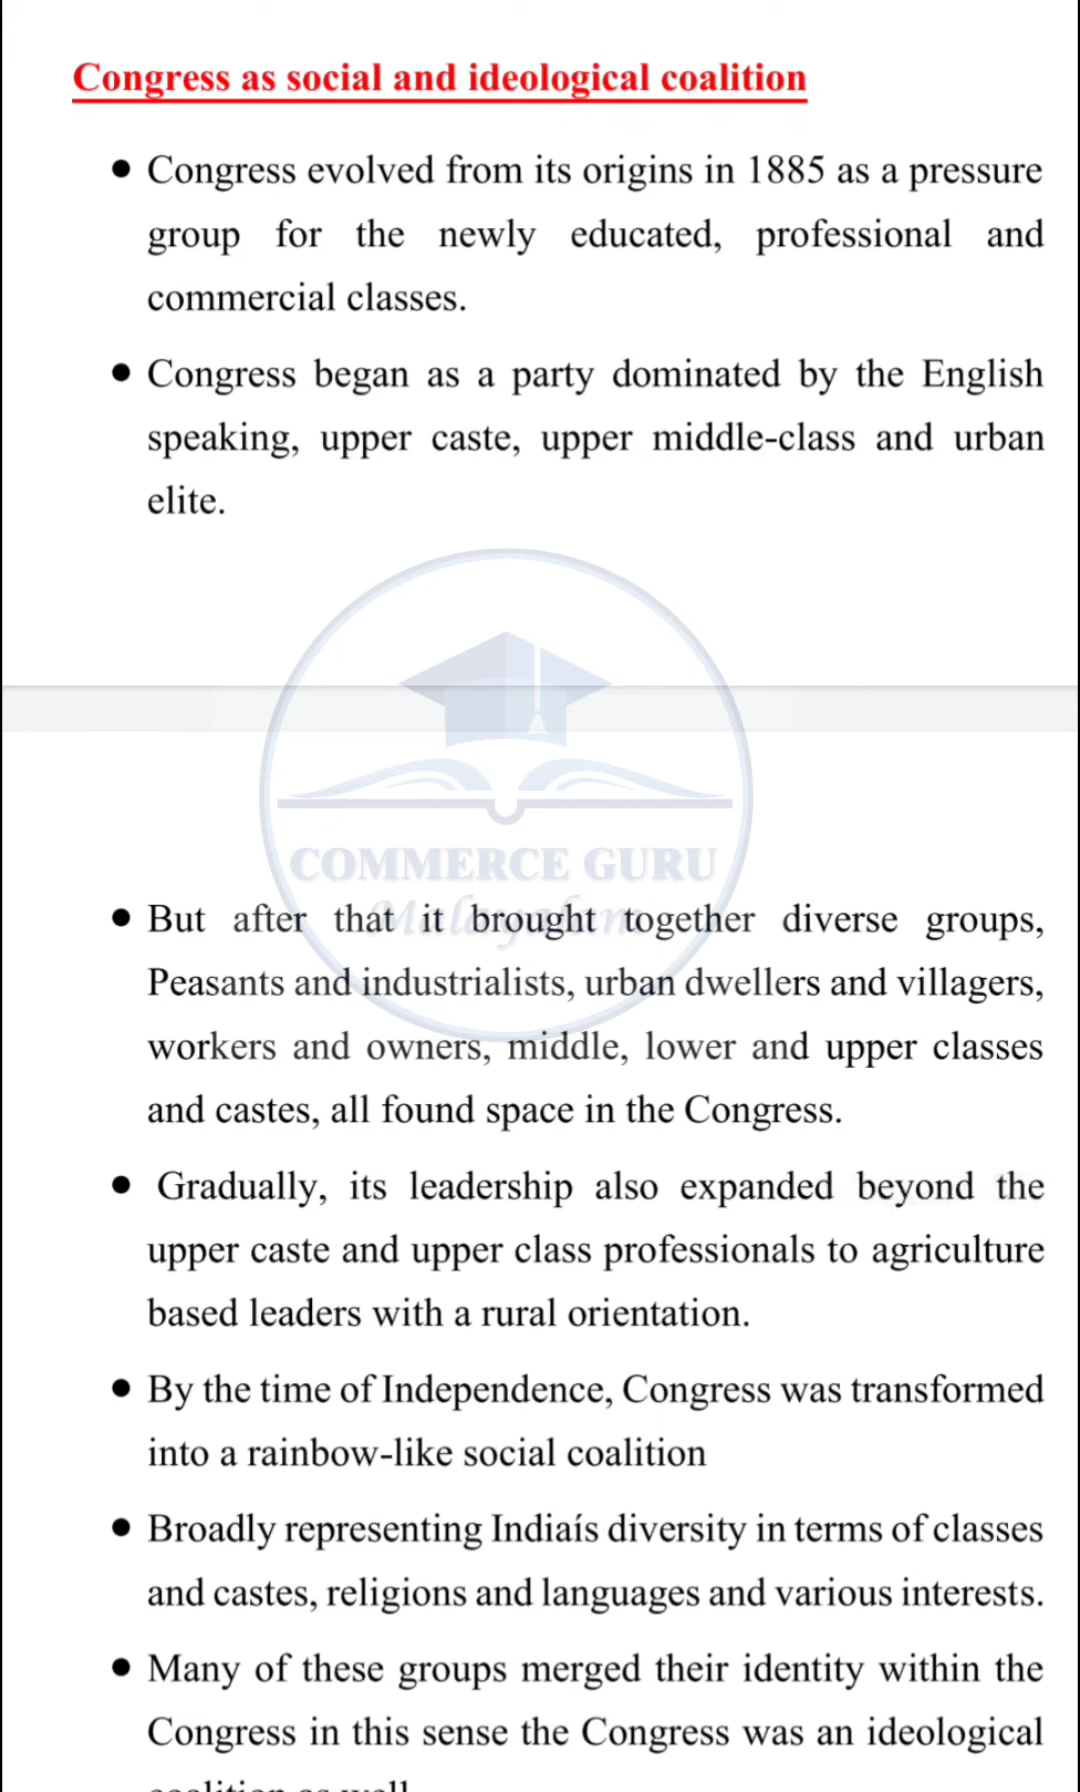 Congress as social and ideological coalition
● Congress evolved from its origins in 1885 as a pressure
group for the newly educated, professional and
commercial classes.
● Congress began as a party dominated by the English
speaking, upper caste, upper middle-class and urban
elite.
COMMERCE GURU
Malayalam
● But after that it brought together diverse groups,
Peasants and industrialists, urban dwellers and villagers,
workers and owners, middle, lower and upper classes
and castes, all found space in the Congress.
● Gradually, its leadership also expanded beyond the
upper caste and upper class professionals to agriculture
based leaders with a rural orientation.
● By the time of Independence, Congress was transformed
into a rainbow-like social coalition
● Broadly representing Indiaís diversity in terms of classes
and castes, religions and languages and various interests.
● Many of these groups merged their identity within the
Congress in this sense the Congress was an ideological
coalition as well